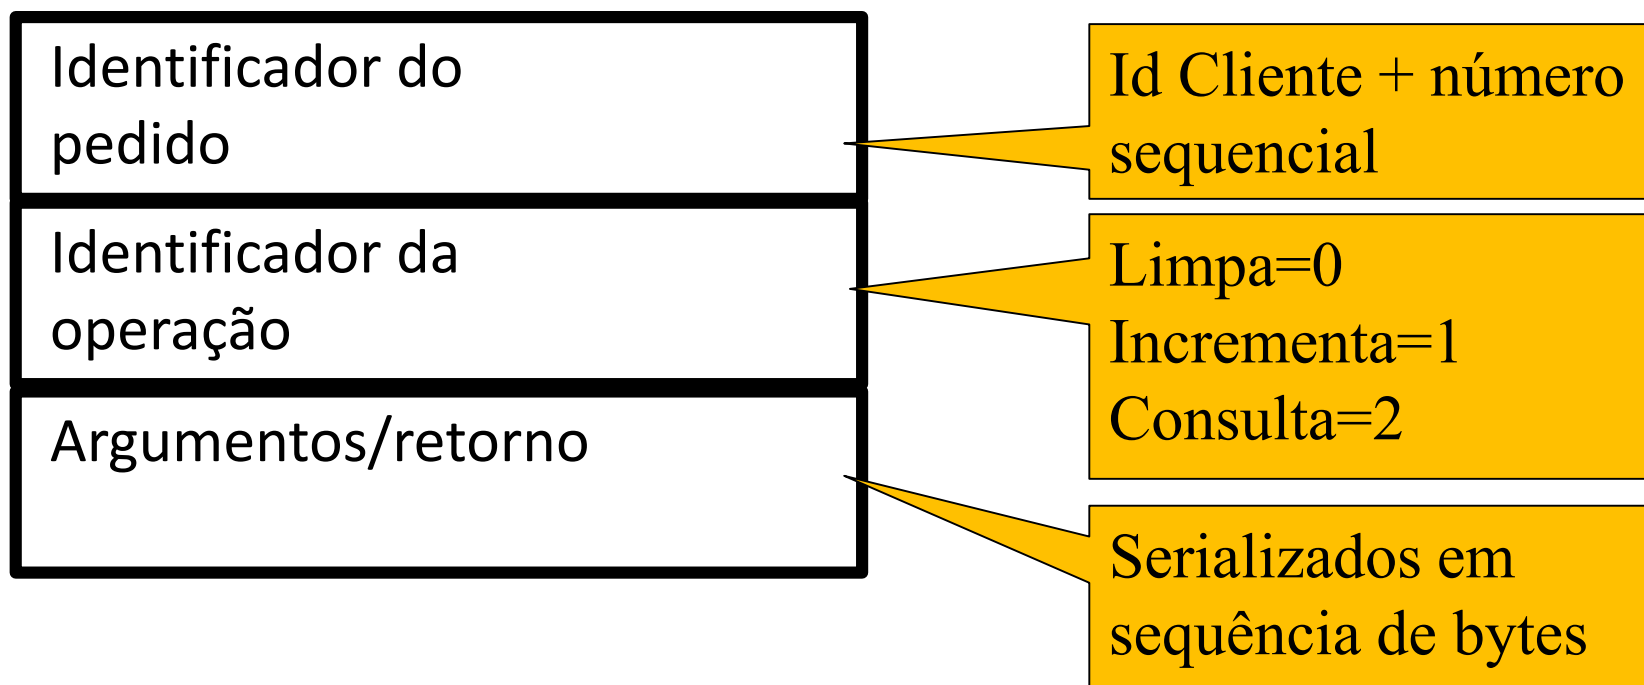 Identificador do
pedido
Id Cliente + número
sequencial
Identificador da
operação
Limpa=0
Incrementa=1
Consulta=2
Argumentos/retorno
Serializados em
sequência de bytes